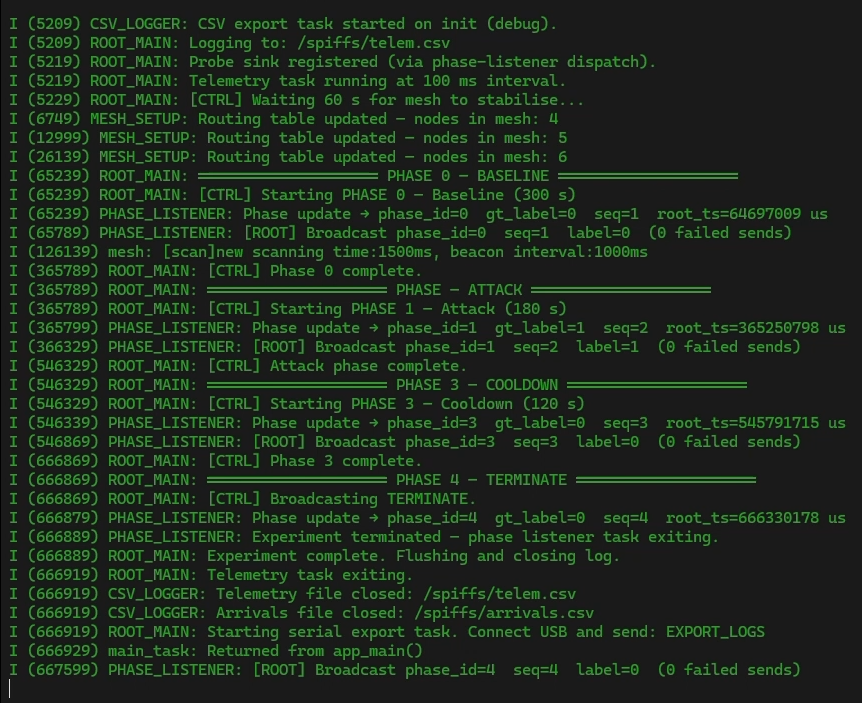 I (5209) CSV_LOGGER: CSV export task started on init (debug).
I (5209) ROOT_MAIN: Logging to: /spiffs/telem.csv
I (5219) ROOT_MAIN: Probe sink registered (via phase-listener dispatch).
I (5219) ROOT_MAIN: Telemetry task running at 100 ms interval.
I (5229) ROOT_MAIN: [CTRL] Waiting 60 s for mesh to stabilise...
I (6749) MESH_SETUP: Routing table updated — nodes in mesh: 4
I (12999) MESH_SETUP: Routing table updated — nodes in mesh: 5
I (26139) MESH_SETUP: Routing table updated — nodes in mesh: 6
I (65239) ROOT_MAIN: ════════════════════ PHASE 0 — BASELINE ════════════════════
I (65239) ROOT_MAIN: [CTRL] Starting PHASE 0 — Baseline (300 s)
I (65239) PHASE_LISTENER: Phase update → phase_id=0  gt_label=0  seq=1  root_ts=64697009 us
I (65789) PHASE_LISTENER: [ROOT] Broadcast phase_id=0  seq=1  label=0  (0 failed sends)
I (126139) mesh: [scan]new scanning time:1500ms, beacon interval:1000ms
I (365789) ROOT_MAIN: [CTRL] Phase 0 complete.
I (365789) ROOT_MAIN: ════════════════════ PHASE — ATTACK ════════════════════
I (365789) ROOT_MAIN: [CTRL] Starting PHASE 1 — Attack (180 s)
I (365799) PHASE_LISTENER: Phase update → phase_id=1  gt_label=1  seq=2  root_ts=365250798 us
I (366329) PHASE_LISTENER: [ROOT] Broadcast phase_id=1  seq=2  label=1  (0 failed sends)
I (546329) ROOT_MAIN: [CTRL] Attack phase complete.
I (546329) ROOT_MAIN: ════════════════════ PHASE 3 — COOLDOWN ════════════════════
I (546329) ROOT_MAIN: [CTRL] Starting PHASE 3 — Cooldown (120 s)
I (546339) PHASE_LISTENER: Phase update → phase_id=3  gt_label=0  seq=3  root_ts=545791715 us
I (546869) PHASE_LISTENER: [ROOT] Broadcast phase_id=3  seq=3  label=0  (0 failed sends)
I (666869) ROOT_MAIN: [CTRL] Phase 3 complete.
I (666869) ROOT_MAIN: ════════════════════ PHASE 4 — TERMINATE ════════════════════
I (666869) ROOT_MAIN: [CTRL] Broadcasting TERMINATE.
I (666879) PHASE_LISTENER: Phase update → phase_id=4  gt_label=0  seq=4  root_ts=666330178 us
I (666889) PHASE_LISTENER: Experiment terminated — phase listener task exiting.
I (666889) ROOT_MAIN: Experiment complete. Flushing and closing log.
I (666919) ROOT_MAIN: Telemetry task exiting.
I (666919) CSV_LOGGER: Telemetry file closed: /spiffs/telem.csv
I (666919) CSV_LOGGER: Arrivals file closed: /spiffs/arrivals.csv
I (666919) ROOT_MAIN: Starting serial export task. Connect USB and send: EXPORT_LOGS
I (666929) main_task: Returned from app_main()
I (667599) PHASE_LISTENER: [ROOT] Broadcast phase_id=4  seq=4  label=0  (0 failed sends)